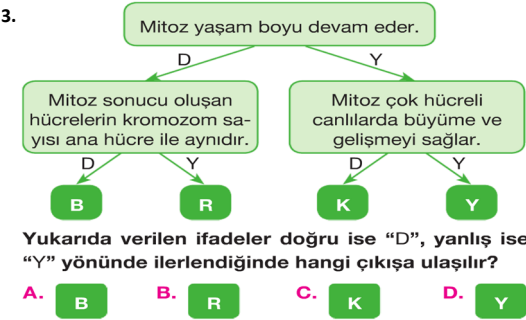 3.
Mitoz yaşam boyu devam eder.
D Y
Mitoz sonucu oluşan
hücrelerin kromozom sa-
yısı ana hücre ile aynıdır.
Mitoz çok hücreli
canlılarda büyüme ve
gelişmeyi sağlar.
D Y D Y
B R K Y
Yukarıda verilen ifadeler doğru ise “D”, yanlış ise
“Y” yönünde ilerlendiğinde hangi çıkışa ulaşılır?
A. B B. R C. K D. Y